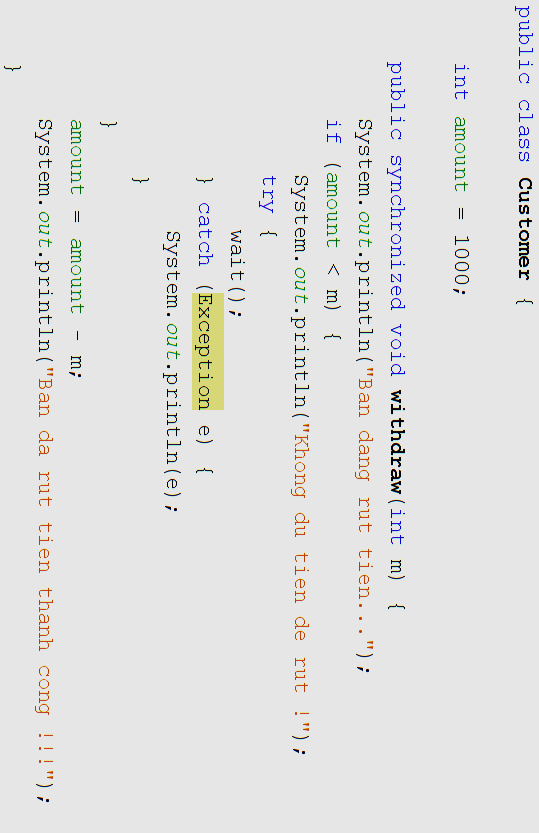 public class Customer {
int amount = 1000;
public synchronized void withdraw(int m) {
System.out.println("Ban dang rut tien...");
if (amount < m) {
System.out.println("Khong du tien de rut !");
try {
wait();
} catch (Exception e) {
System.out.println(e);
}
}
amount = amount - m;
System.out.println("Ban da rut tien thanh cong !!!");
}